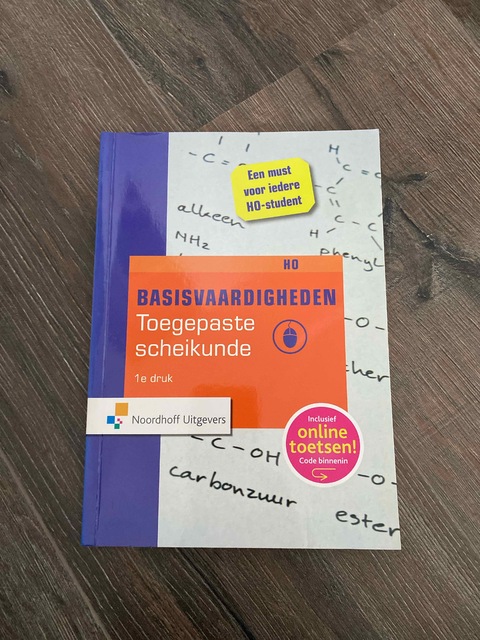 - C =
H
C = C
Een must
voor iedere
HO-student
C - C
alkeen
NH2
H
phenyl
HO
BASISVAARDIGHEDEN
Toegepaste
scheikunde
1e druk
-O-
ther
Noordhoff Uitgevers
Inclusief
online
toetsen!
Code binnenin
- C - OH
-O-
carbonzuur
ester